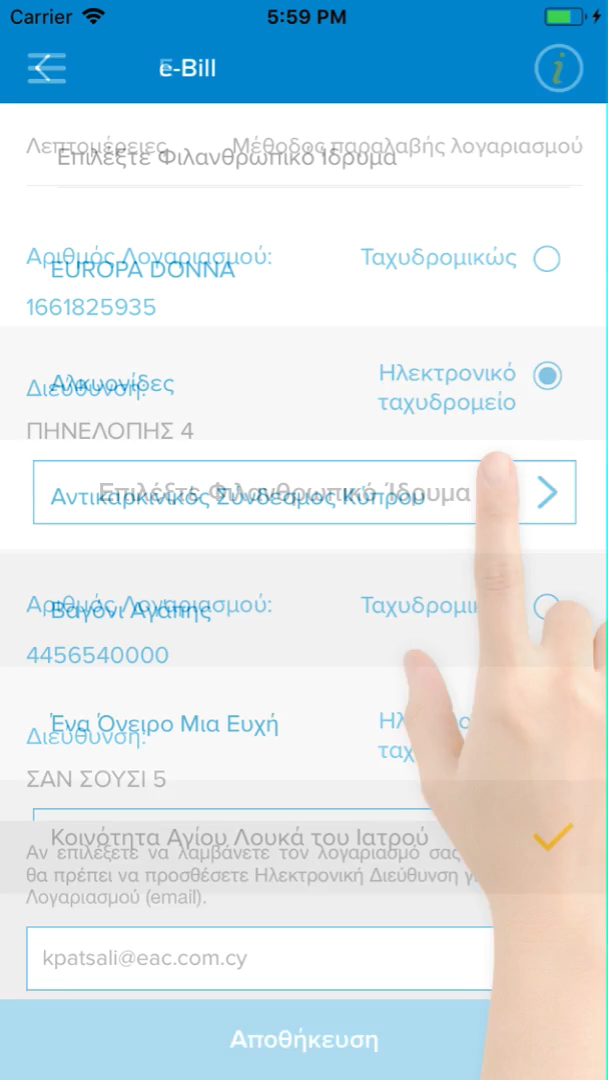 Carrier 5:59 PM
e-Bill
Λεπτομέρειες Μέθοδος παραλαβής λογαριασμού
Επιλέξτε Φιλανθρωπικό Ίδρυμα
Αριθμός Λογαριασμού: Ταχυδρομικώς
EUROPA DONNA
1661825935
Αλκυονίδες
Ηλεκτρονικό
ταχυδρομείο
Διεύθυνση:
ΠΗΝΕΛΟΠΗΣ 4
Επιλέξτε Φιλανθρωπικό Ίδρυμα
Αντικαρκινικός Σύνδεσμος Κύπρου
Αριθμός Λογαριασμού:
Βαγόνι Αγάπης
4456540000
Ένα Όνειρο Μια Ευχή
Διεύθυνση:
ΣΑΝ ΣΟΥΣΙ 5
Κοινότητα Αγίου Λουκά του Ιατρού
Αν επιλέξετε να λαμβάνετε τον λογαριασμό σας
θα πρέπει να προσθέσετε Ηλεκτρονική Διεύθυνση
Λογαριασμού (email).
kpatsali@eac.com.cy
Αποθήκευση